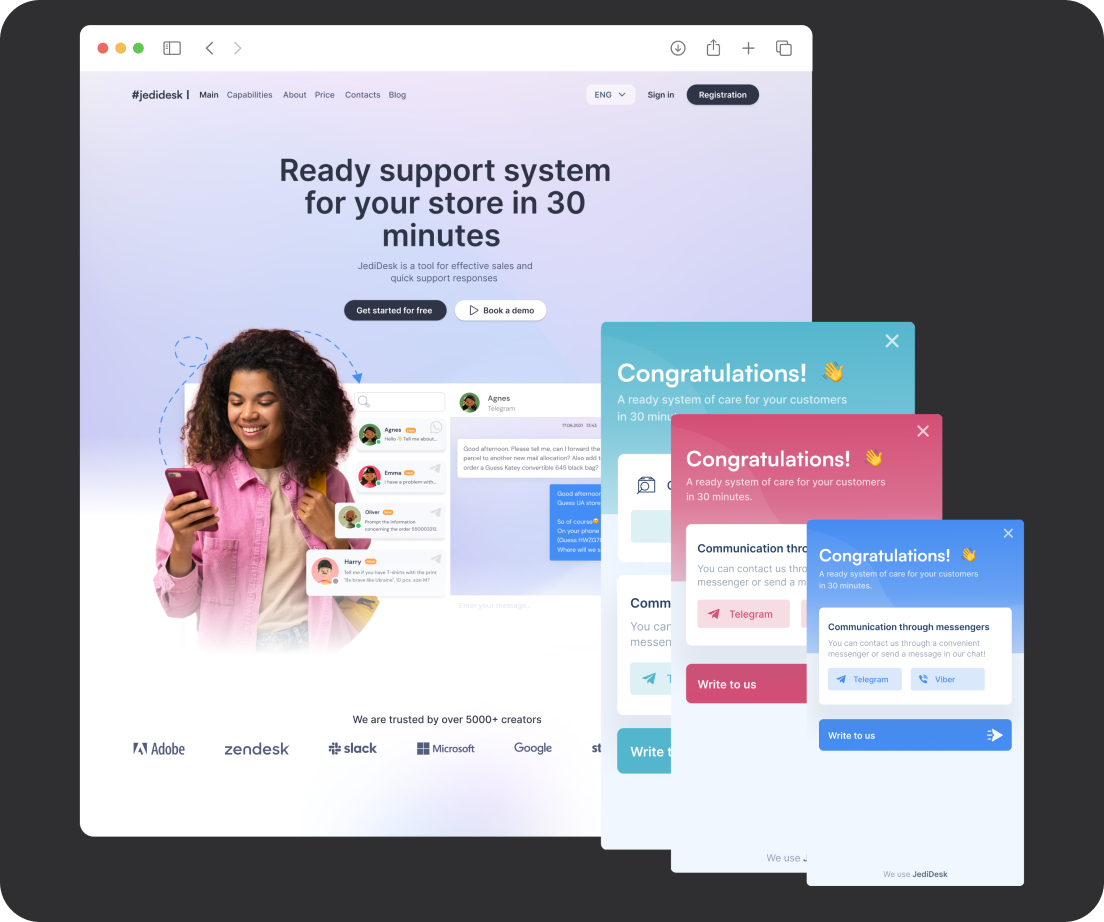 #jedidesk |
Main
Capabilities
About
Price
Contacts
Blog
ENG
Sign in
Registration
Ready support system
for your store in 30
minutes
JediDesk is a tool for effective sales and
quick support responses
Get started for free
Book a demo
Agnes
Hello 👋 Tell me about...
Emma
I have a problem with...
Oliver
Prompt the information
concerning the order
Harry
Tell me if you have T-shirts with the print
"Be brave like Ukraine", (O pcs. size M?
Agnes
Telegram
17.06.2021 13:45
Good afternoon. Please tell me, can I forward the
parcel to another new mail allocation? Also add t
order a Guess Katey convertible 645 black bag?
Good afternoon
Guess UA store
So of course
On your phone
(Guess HWZG7
Where will we s
Enter your message...
We are trusted by over 5000+ creators
Adobe
zendesk
slack
Microsoft
Google
st
Congratulations! 👋
A ready system of care for your customers
in 30 minu
Comm
You can
messen
Write t
Congratulations! 👋
A ready system of care for your customers
in 30 minutes.
Communication thro
You can contact us throu
messenger or send a m
Telegram
Write to us
We use J
Congratulations! 👋
A ready system of care for your customers
in 30 minutes.
Communication through messengers
You can contact us through a convenient
messenger or send a message in our chat!
Telegram
Viber
Write to us
We use JediDesk